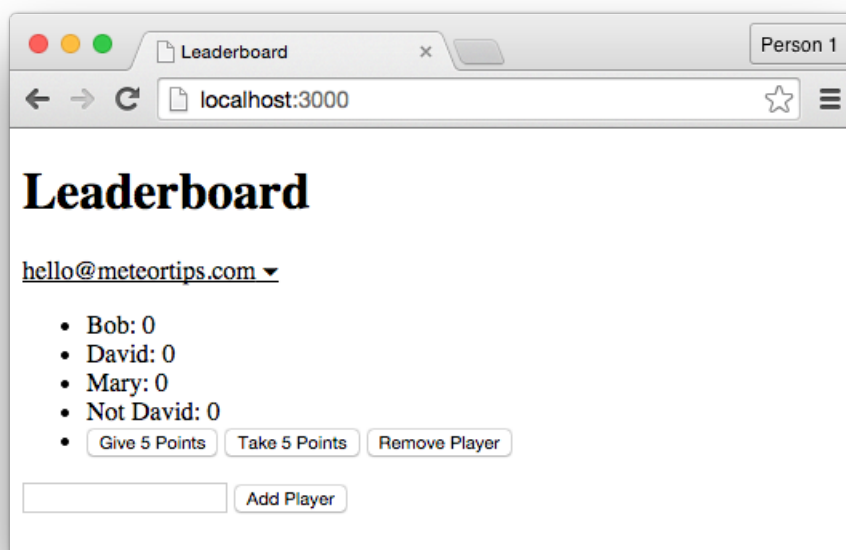 Leaderboard
Person 1
localhost:3000
Leaderboard
hello@meteortips.com
Bob: 0
David: 0
Mary: 0
Not David: 0
Give 5 Points Take 5 Points Remove Player
Add Player